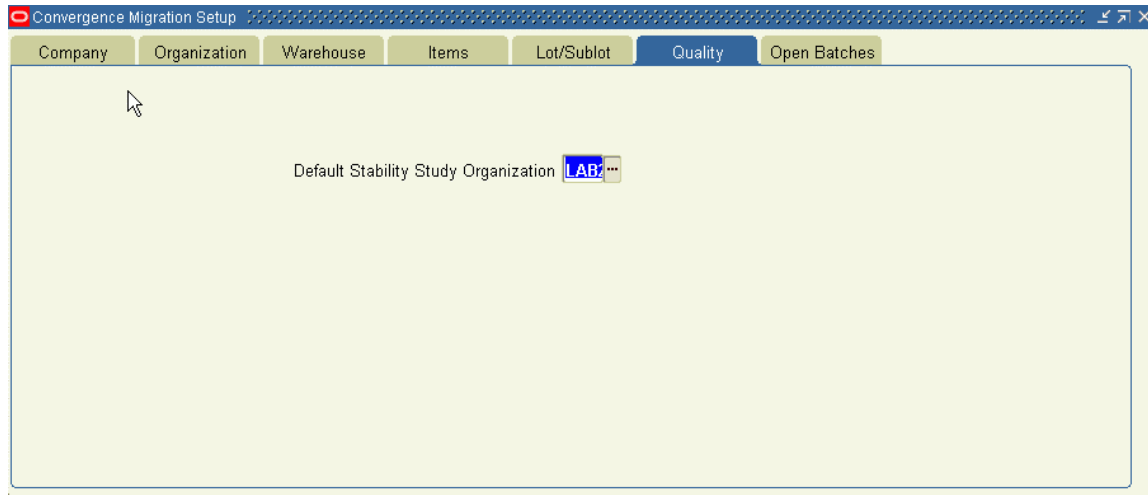 Convergence Migration Setup
Company Organization Warehouse Items Lot/Sublot Quality Open Batches
Default Stability Study Organization